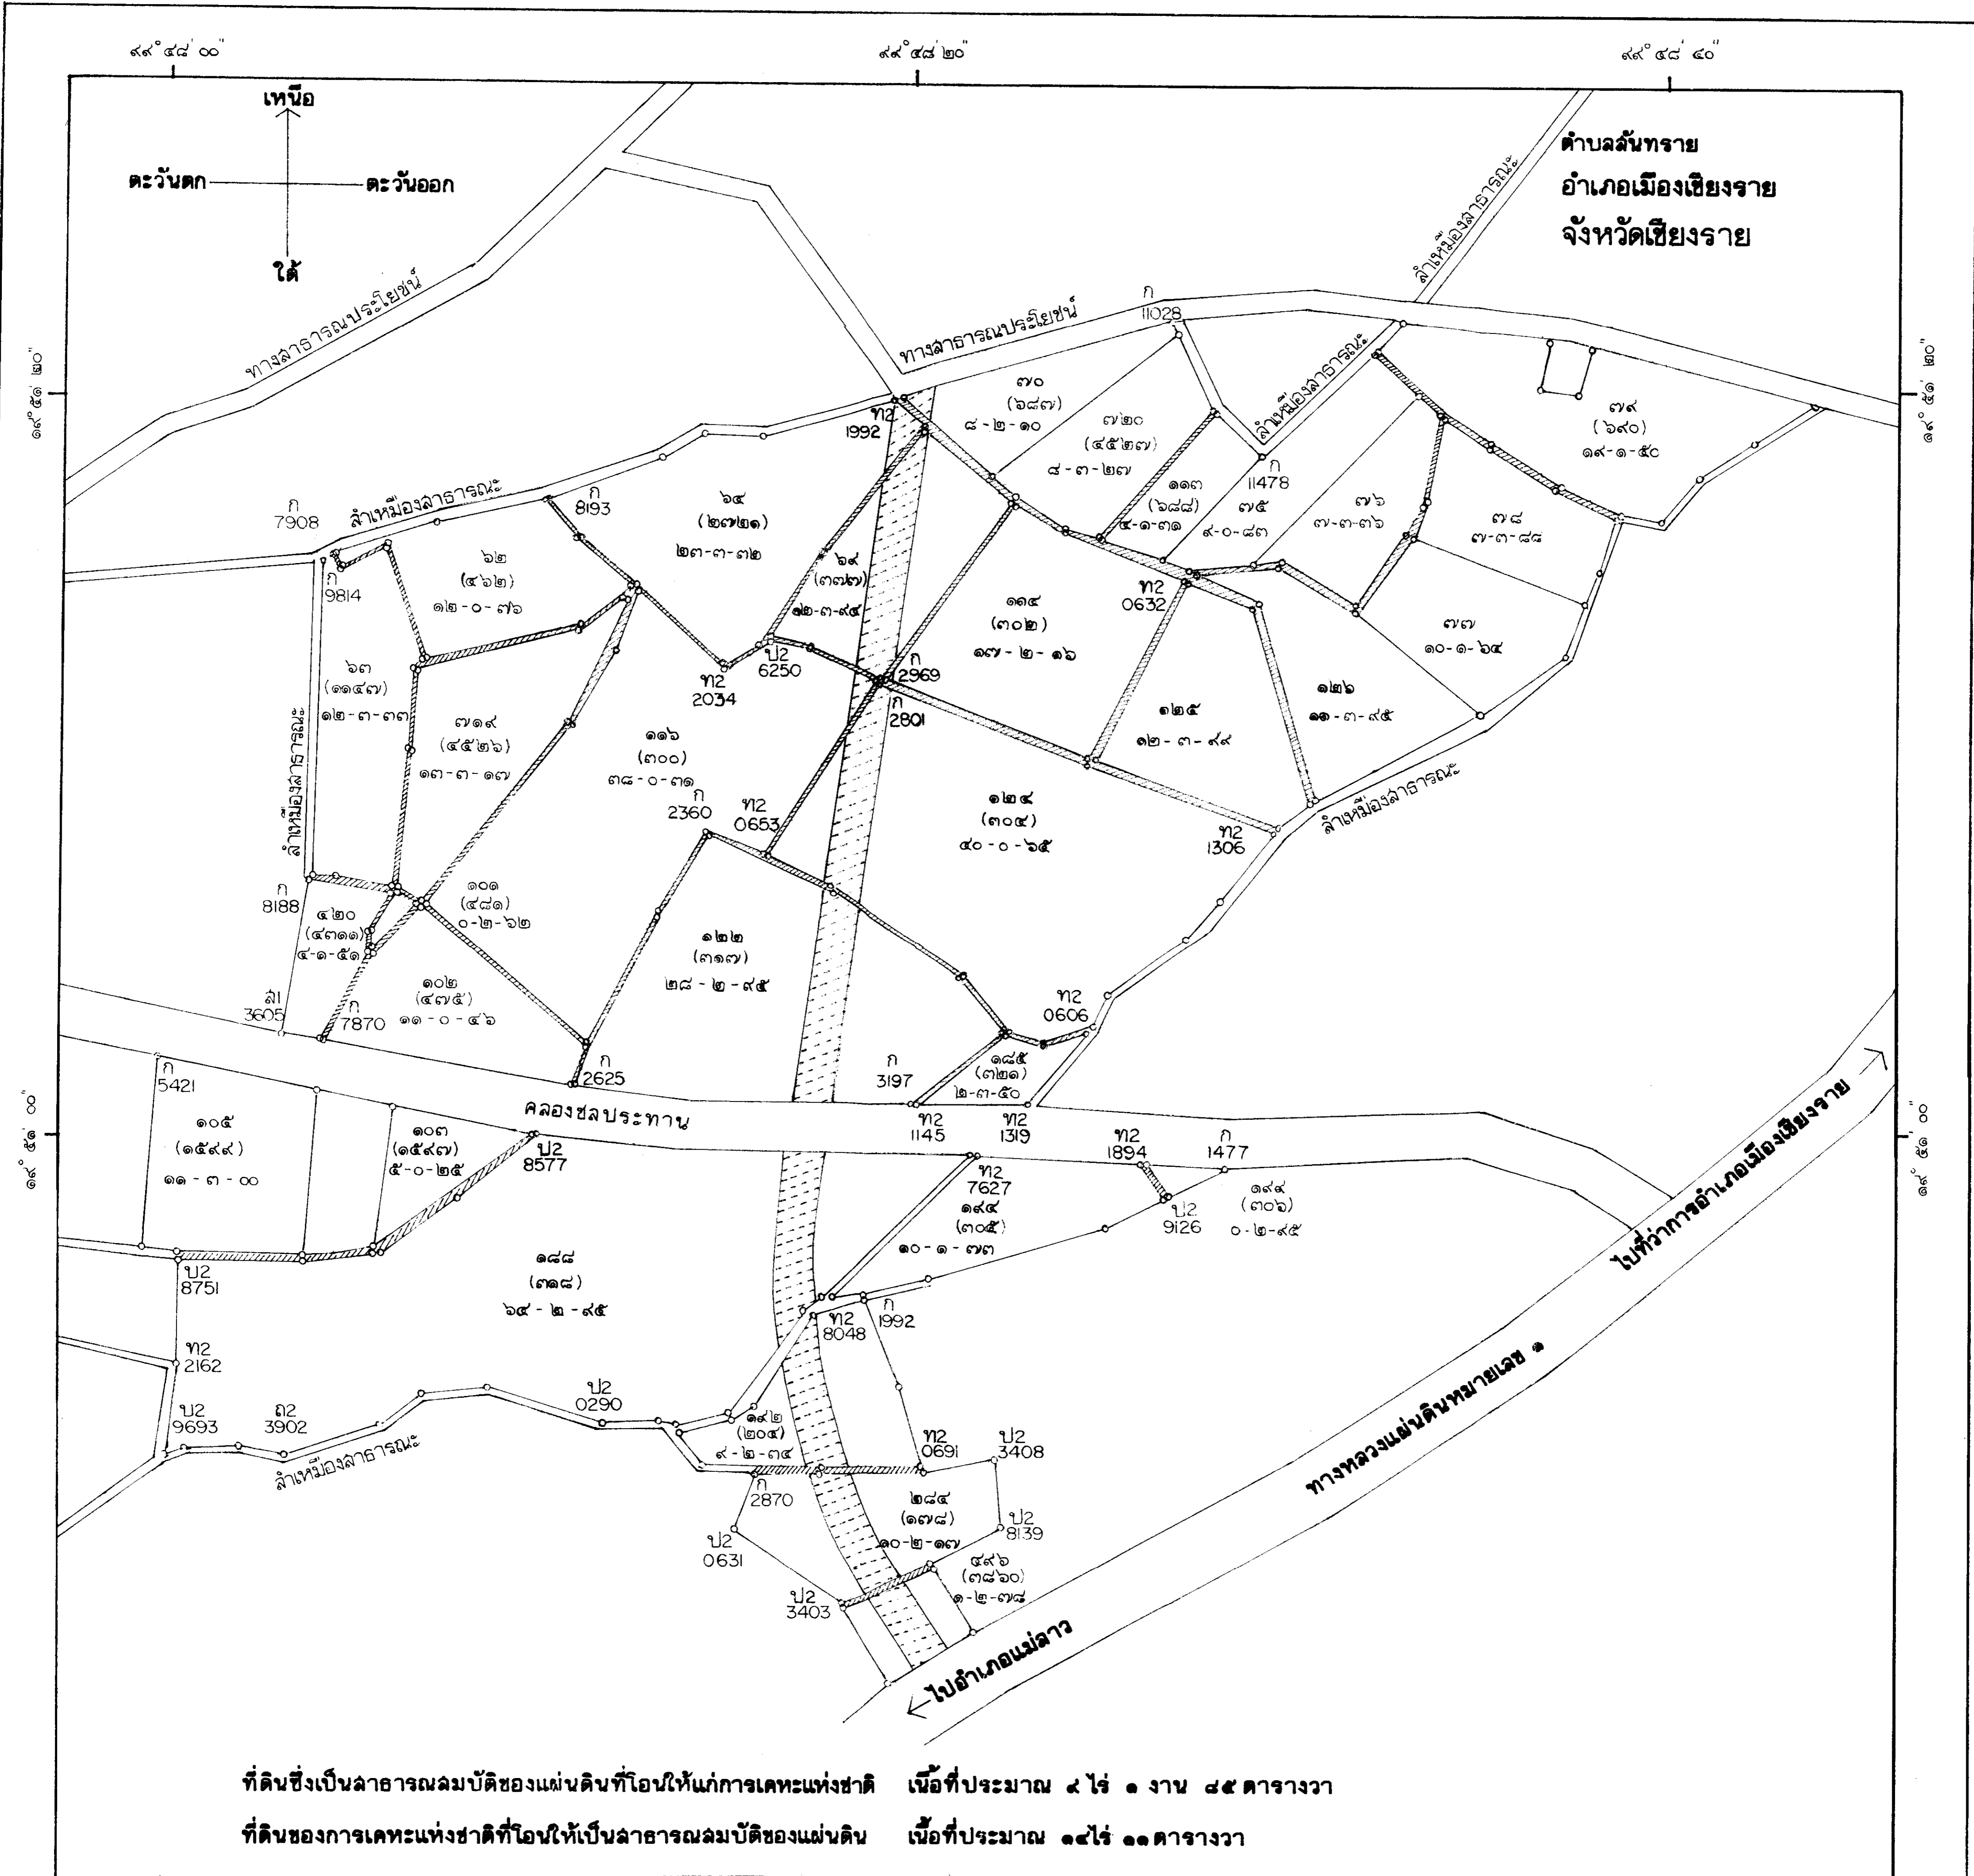 ๙๙° ๔๘' ๐๐"
๙๙° ๔๘' ๒๐"
๙๙° ๔๘' ๔๐"
เหนือ
ตะวันตก
ตะวันออก
ใต้
ตำบลสันทราย
อำเภอเมืองเชียงราย
จังหวัดเชียงราย
ทางสาธารณประโยชน์
ทางสาธารณประโยชน์
ลำเหมืองสาธารณะ
ลำเหมืองสาธารณะ
๑๙° ๕๑' ๒๐"
๑๙° ๕๑' ๒๐"
ก
11028
๗๐
(๖๘๗)
๘-๒-๑๐
๗๒๐
(๔๕๒๗)
๘-๓-๒๗
๗๙
(๖๙๐)
๑๙-๑-๕๐
ท2
1992
ก
11478
๑๑๓
(๖๘๘)
๔-๑-๓๑
๗๕
๙-๐-๘๓
๗๖
๗-๓-๓๖
๗๘
๗-๓-๘๘
ก
7908
ลำเหมืองสาธารณะ
ก
8193
๖๔
(๒๗๒๑)
๒๓-๓-๓๒
๖๙
(๓๗๗)
๑๒-๓-๙๔
๖๒
(๔๖๒)
๑๒-๐-๗๖
ก
9814
๑๑๔
(๓๐๒)
๑๗-๒-๑๖
ท2
0632
๗๗
๑๐-๑-๖๔
๖๓
(๑๑๔๗)
๑๒-๓-๓๓
ป2
6250
ท2
2034
ก
2969
ก
2801
๗๑๙
(๔๕๒๖)
๑๓-๓-๑๗
๑๑๖
(๓๐๐)
๓๘-๐-๓๑
๑๒๕
๑๒-๓-๙๙
๑๒๖
๑๑-๓-๙๕
ลำเหมืองสาธารณะ
ก
2360
ท2
0653
๑๒๔
(๓๐๔)
๔๐-๐-๖๕
ท2
1306
ลำเหมืองสาธารณะ
ก
8188
๔๒๐
(๔๓๑๑)
๔-๑-๕๑
๑๐๑
(๔๘๑)
๐-๒-๖๒
๑๒๒
(๓๑๗)
๒๘-๒-๙๕
๑๐๒
(๔๗๕)
๑๑-๐-๔๖
ส1
3605
ก
7870
ท2
0606
ก
2625
ก
3197
๑๘๕
(๓๒๑)
๒-๓-๕๐
ก
5421
คลองชลประทาน
ท2
1145
ท2
1319
ท2
1894
ก
1477
๑๙° ๕๑' ๐๐"
๑๙° ๕๑' ๐๐"
๑๐๕
(๑๕๙๙)
๑๑-๓-๐๐
๑๐๓
(๑๕๙๗)
๕-๐-๒๕
ป2
8577
ท2
7627
๑๙๔
(๓๐๕)
๑๐-๑-๗๓
ป2
9126
๑๙๙
(๓๐๖)
๐-๒-๙๕
ไปที่ว่าการอำเภอเมืองเชียงราย
ป2
8751
๑๘๘
(๓๑๘)
๖๔-๒-๙๕
ท2
8048
ก
1992
ท2
2162
ทางหลวงแผ่นดินหมายเลข ๑
ป2
9693
ถ2
3902
ป2
0290
ลำเหมืองสาธารณะ
๑๙๒
(๒๐๔)
๙-๒-๓๔
ท2
0691
ป2
3408
ก
2870
๒๘๔
(๑๗๘)
๑๐-๒-๑๗
ป2
8139
ป2
0631
๔๙๖
(๓๘๖๐)
๑-๒-๗๘
ป2
3403
ไปอำเภอแม่ลาว
ที่ดินซึ่งเป็นสาธารณสมบัติของแผ่นดินที่โอนให้แก่การเคหะแห่งชาติ เนื้อที่ประมาณ ๙ ไร่ ๑ งาน ๘๔ ตารางวา
ที่ดินของการเคหะแห่งชาติที่โอนให้เป็นสาธารณสมบัติของแผ่นดิน เนื้อที่ประมาณ ๑๔ไร่ ๑๑ ตารางวา